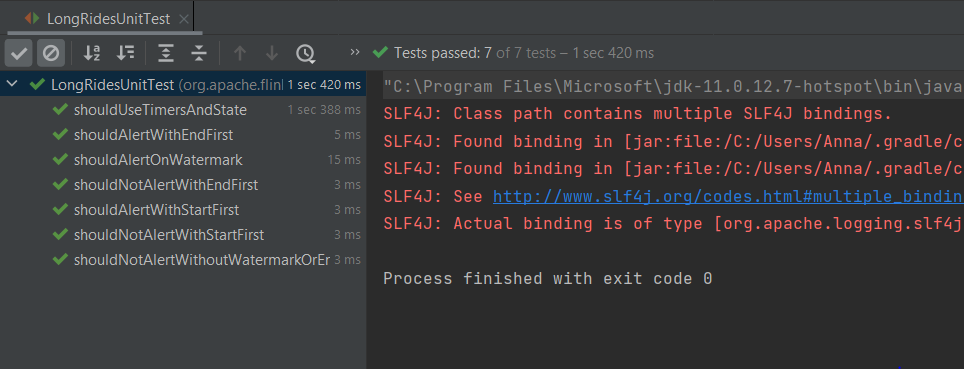 LongRidesUnitTest
Tests passed: 7 of 7 tests – 1 sec 420 ms
LongRidesUnitTest (org.apache.flin 1 sec 420 ms
shouldUseTimersAndState 1 sec 388 ms
shouldAlertWithEndFirst 5 ms
shouldAlertOnWatermark 15 ms
shouldNotAlertWithEndFirst 3 ms
shouldAlertWithStartFirst 3 ms
shouldNotAlertWithStartFirst 3 ms
shouldNotAlertWithoutWatermarkOrEr 3 ms
"C:\Program Files\Microsoft\jdk-11.0.12.7-hotspot\bin\java
SLF4J: Class path contains multiple SLF4J bindings.
SLF4J: Found binding in [jar:file:/C:/Users/Anna/.gradle/c
SLF4J: Found binding in [jar:file:/C:/Users/Anna/.gradle/c
SLF4J: See http://www.slf4j.org/codes.html#multiple_bindin
SLF4J: Actual binding is of type [org.apache.logging.slf4j
Process finished with exit code 0